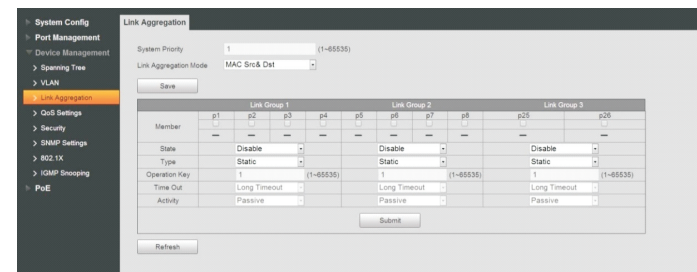 System Config
Port Management
Device Management
Spanning Tree
VLAN
Link Aggregation
QoS Settings
Security
SNMP Settings
802.1X
IGMP Snooping
PoE
Link Aggregation
System Priority 1 (1~65535)
Link Aggregation Mode MAC Src& Dst
Save
Link Group 1 Link Group 2 Link Group 3
Member p1 p2 p3 p4 p5 p6 p7 p8 p25 p26
— — — — — — — — — —
State Disable Disable Disable
Type Static Static Static
Operation Key 1 (1~65535) 1 (1~65535) 1 (1~65535)
Time Out Long Timeout Long Timeout Long Timeout
Activity Passive Passive Passive
Submit
Refresh